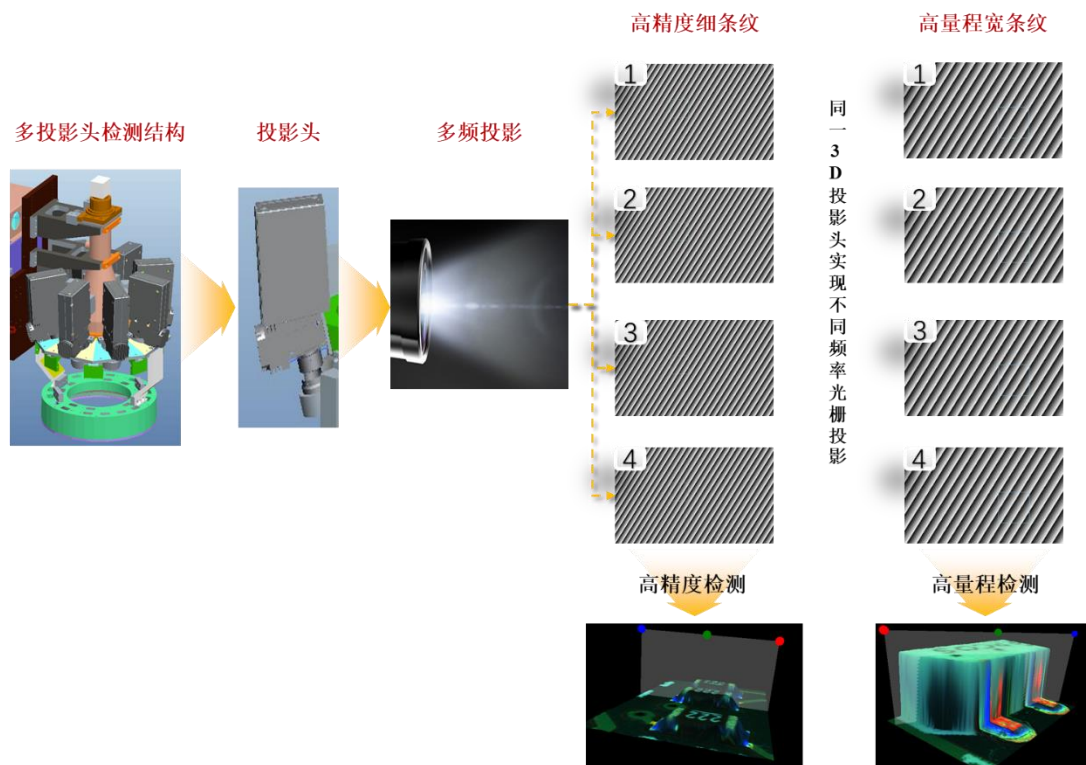 高精度细条纹
高量程宽条纹
多投影头检测结构
投影头
多频投影
1
2
3
4
同一3D投影头实现不同频率光栅投影
1
2
3
4
高精度检测
高量程检测
222